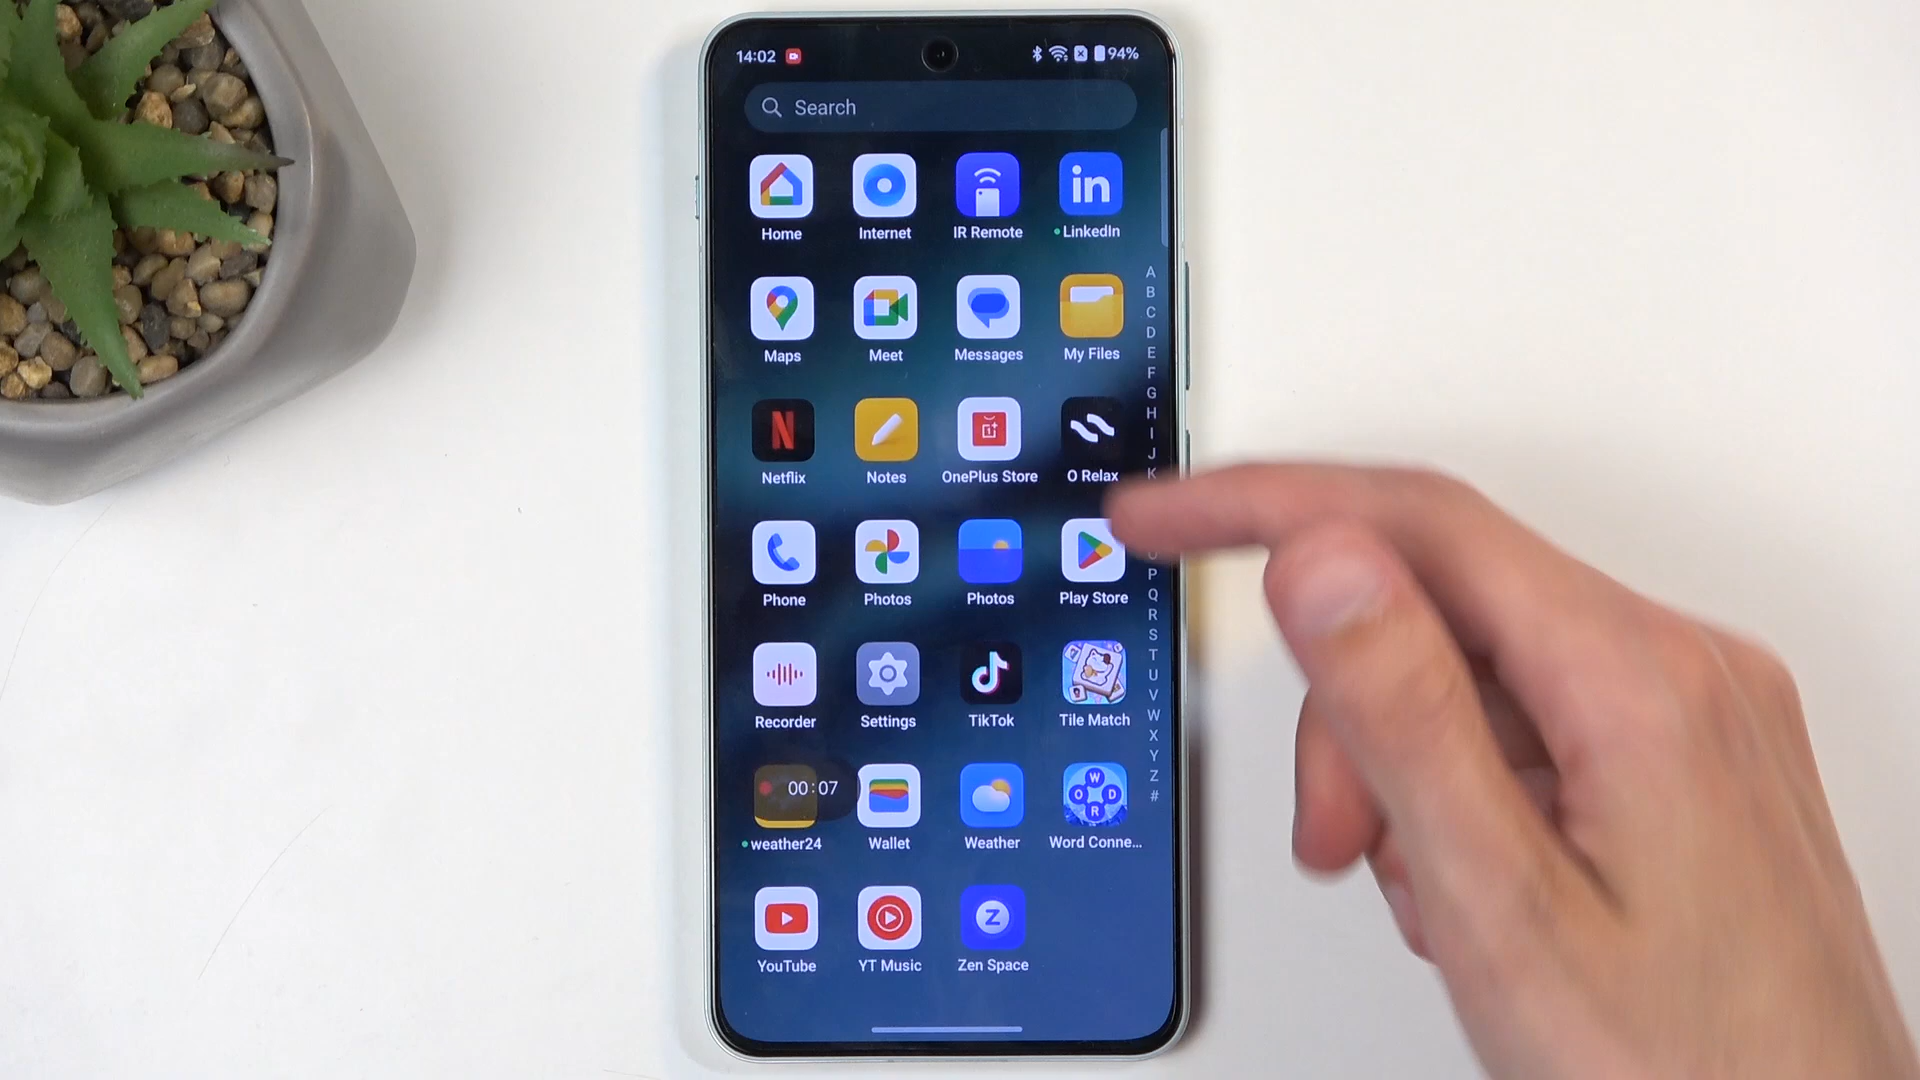 14:02 94%
Search
in
Home Internet IR Remote LinkedIn
Maps Meet Messages My Files
N 1+
Netflix Notes OnePlus Store O Relax
Phone Photos Photos Play Store
Recorder Settings TikTok Tile Match
00:07 W O R D
weather24 Wallet Weather Word Conne...
Z
YouTube YT Music Zen Space
A
B
C
D
E
F
G
H
I
J
K
P
Q
R
S
T
U
V
W
X
Y
Z
#